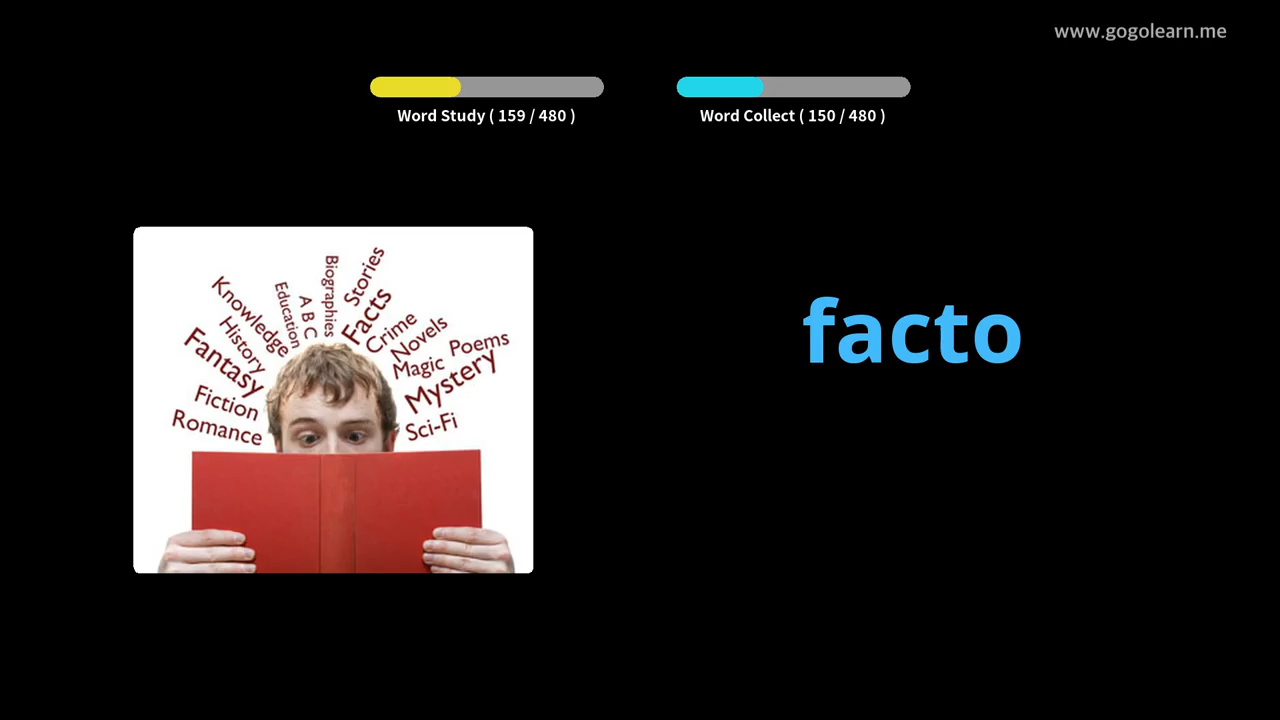 www.gogolearn.me
Word Study ( 159 / 480 )
Word Collect ( 150 / 480 )
Romance
Fiction
Fantasy
History
Knowledge
Education
A B C
Biographies
Stories
Facts
Crime
Novels
Magic
Poems
Mystery
Sci-Fi
facto